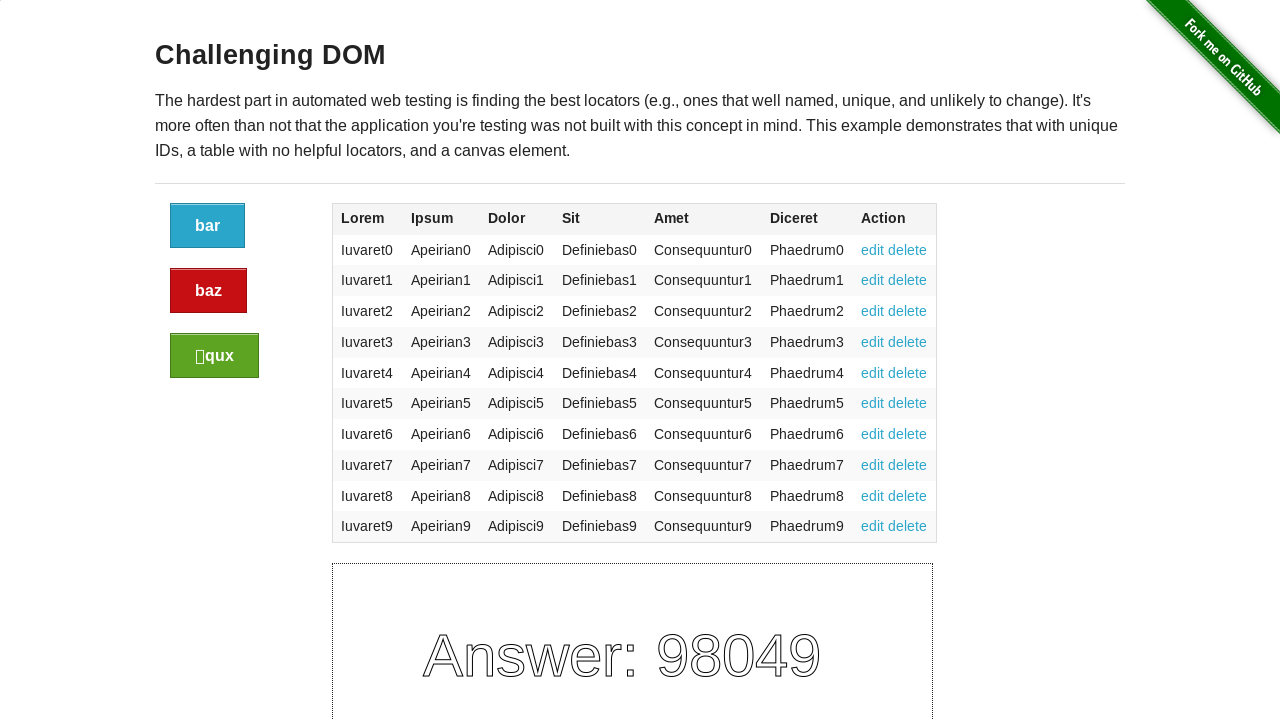 Fork me on GitHub
Challenging DOM
The hardest part in automated web testing is finding the best locators (e.g., ones that well named, unique, and unlikely to change). It's
more often than not that the application you're testing was not built with this concept in mind. This example demonstrates that with unique
IDs, a table with no helpful locators, and a canvas element.
bar
baz
qux
Lorem Ipsum Dolor Sit Amet Diceret Action
Iuvaret0 Apeirian0 Adipisci0 Definiebas0 Consequuntur0 Phaedrum0 edit delete
Iuvaret1 Apeirian1 Adipisci1 Definiebas1 Consequuntur1 Phaedrum1 edit delete
Iuvaret2 Apeirian2 Adipisci2 Definiebas2 Consequuntur2 Phaedrum2 edit delete
Iuvaret3 Apeirian3 Adipisci3 Definiebas3 Consequuntur3 Phaedrum3 edit delete
Iuvaret4 Apeirian4 Adipisci4 Definiebas4 Consequuntur4 Phaedrum4 edit delete
Iuvaret5 Apeirian5 Adipisci5 Definiebas5 Consequuntur5 Phaedrum5 edit delete
Iuvaret6 Apeirian6 Adipisci6 Definiebas6 Consequuntur6 Phaedrum6 edit delete
Iuvaret7 Apeirian7 Adipisci7 Definiebas7 Consequuntur7 Phaedrum7 edit delete
Iuvaret8 Apeirian8 Adipisci8 Definiebas8 Consequuntur8 Phaedrum8 edit delete
Iuvaret9 Apeirian9 Adipisci9 Definiebas9 Consequuntur9 Phaedrum9 edit delete
Answer: 98049